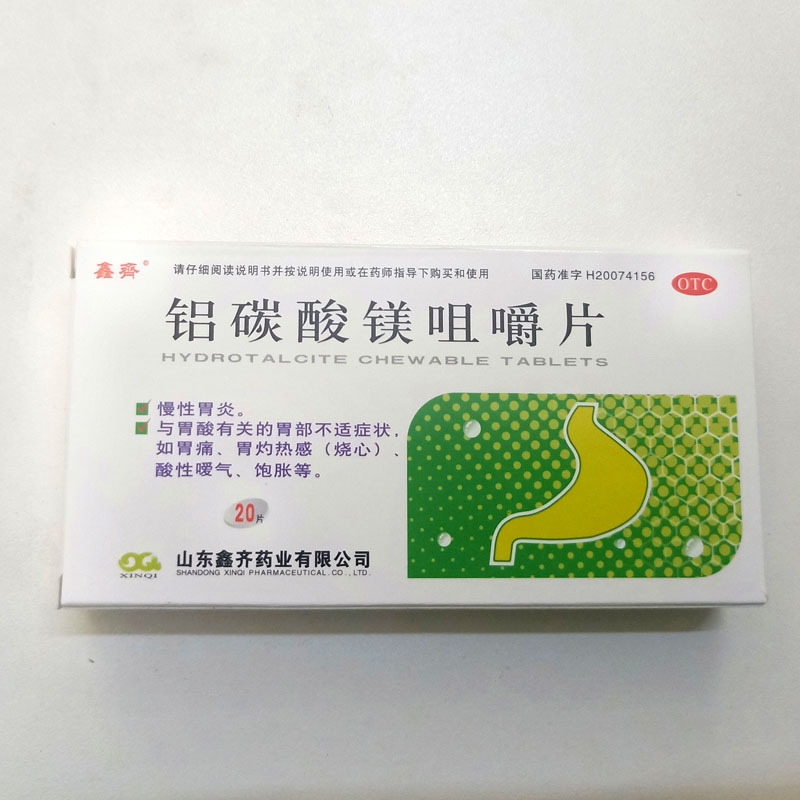 鑫齊®
请仔细阅读说明书并按说明使用或在药师指导下购买和使用
国药准字 H20074156
OTC
铝碳酸镁咀嚼片
HYDROTALCITE CHEWABLE TABLETS
慢性胃炎。
与胃酸有关的胃部不适症状，
如胃痛、胃灼热感（烧心）、
酸性嗳气、饱胀等。
20片
XINQI
山东鑫齐药业有限公司
SHANDONG XINQI PHARMACEUTICAL.CO.,LTD.